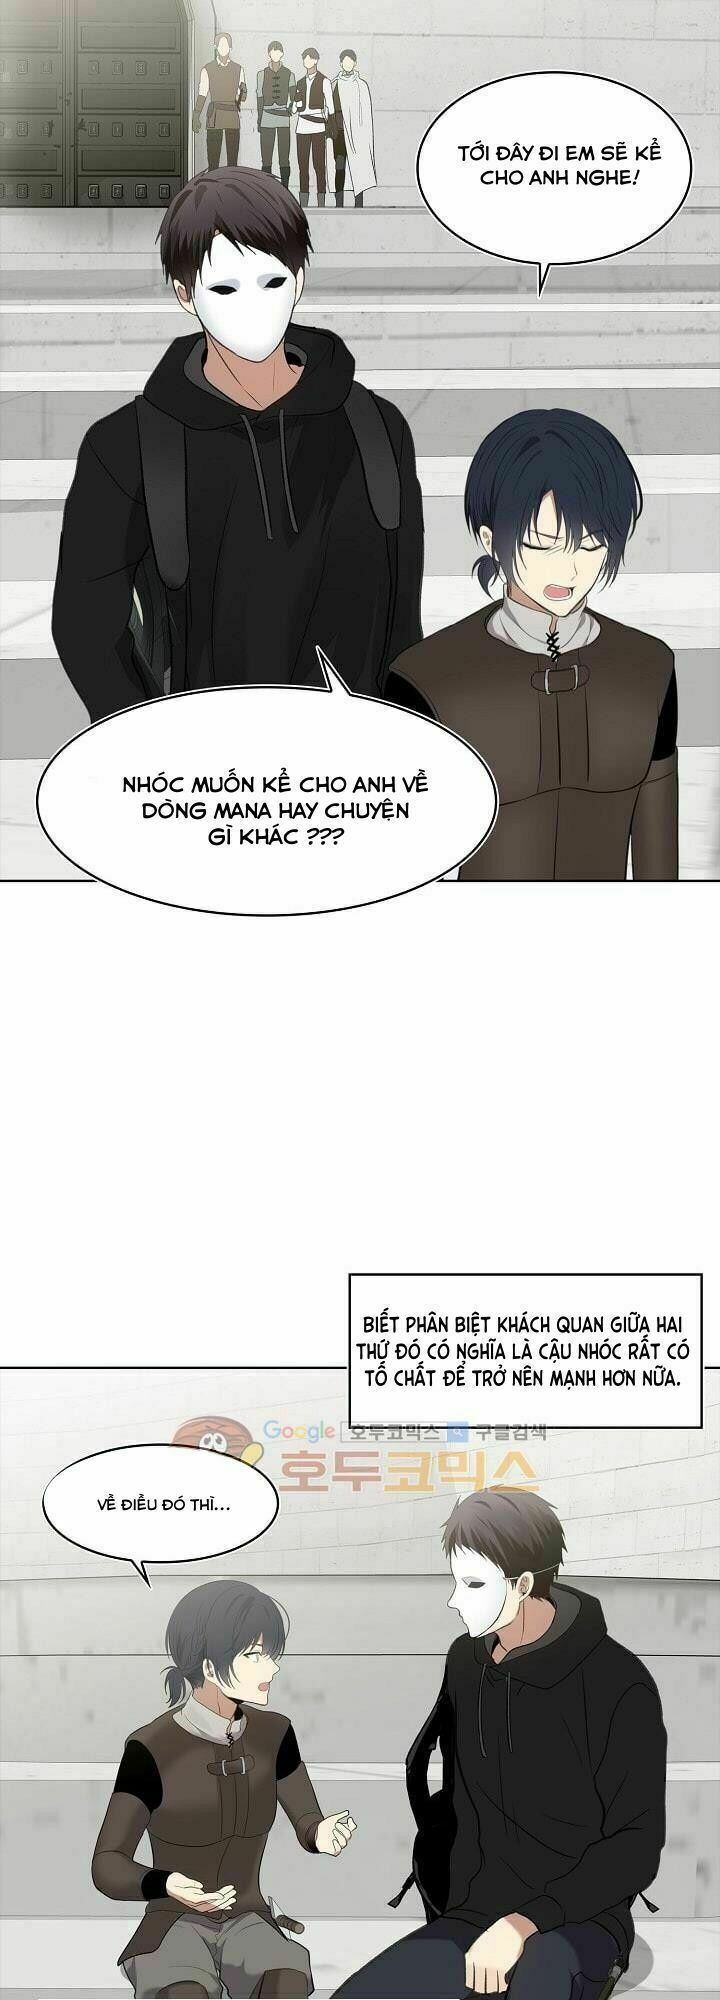 TỚI ĐÂY ĐI EM SẼ KỂ
CHO ANH NGHE!
NHÓC MUỐN KỂ CHO ANH VỀ
DÒNG MANA HAY CHUYỆN
GÌ KHÁC ???
BIẾT PHÂN BIỆT KHÁCH QUAN GIỮA HAI
THỨ ĐÓ CÓ NGHĨA LÀ CẬU NHÓC RẤT CÓ
TỐ CHẤT ĐỂ TRỞ NÊN MẠNH HƠN NỮA.
Google 호두코믹스 구글검색
호두코믹스
VỀ ĐIỀU ĐÓ THÌ...